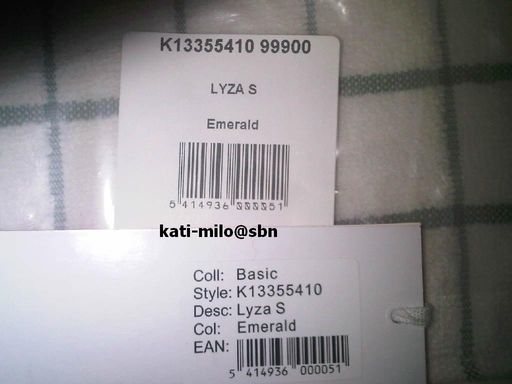 K13355410 99900
LYZA S
Emerald
5 414936 000051
kati-milo@sbn
Coll: Basic
Style: K13355410
Desc: Lyza S
Col: Emerald
EAN:
5 414936 000051